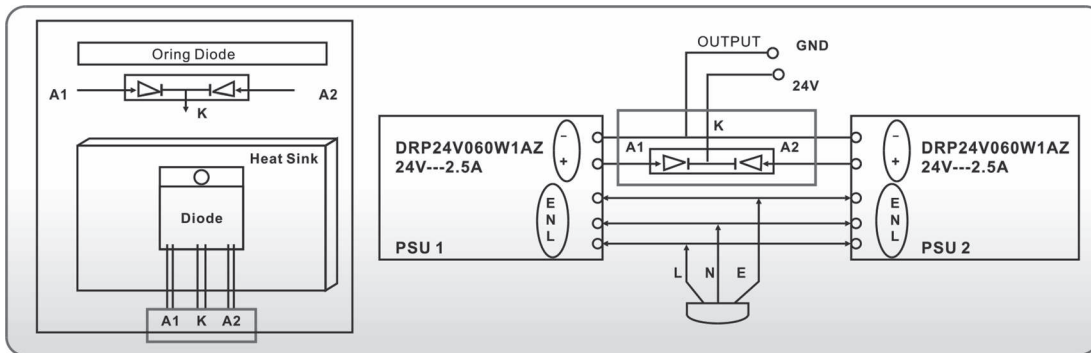 Oring Diode
A1
A2
K
Heat Sink
Diode
A1 K A2
OUTPUT
GND
24V
K
DRP24V060W1AZ
24V---2.5A
−
+
E
N
L
PSU 1
A1
A2
DRP24V060W1AZ
24V---2.5A
−
+
E
N
L
PSU 2
L N E